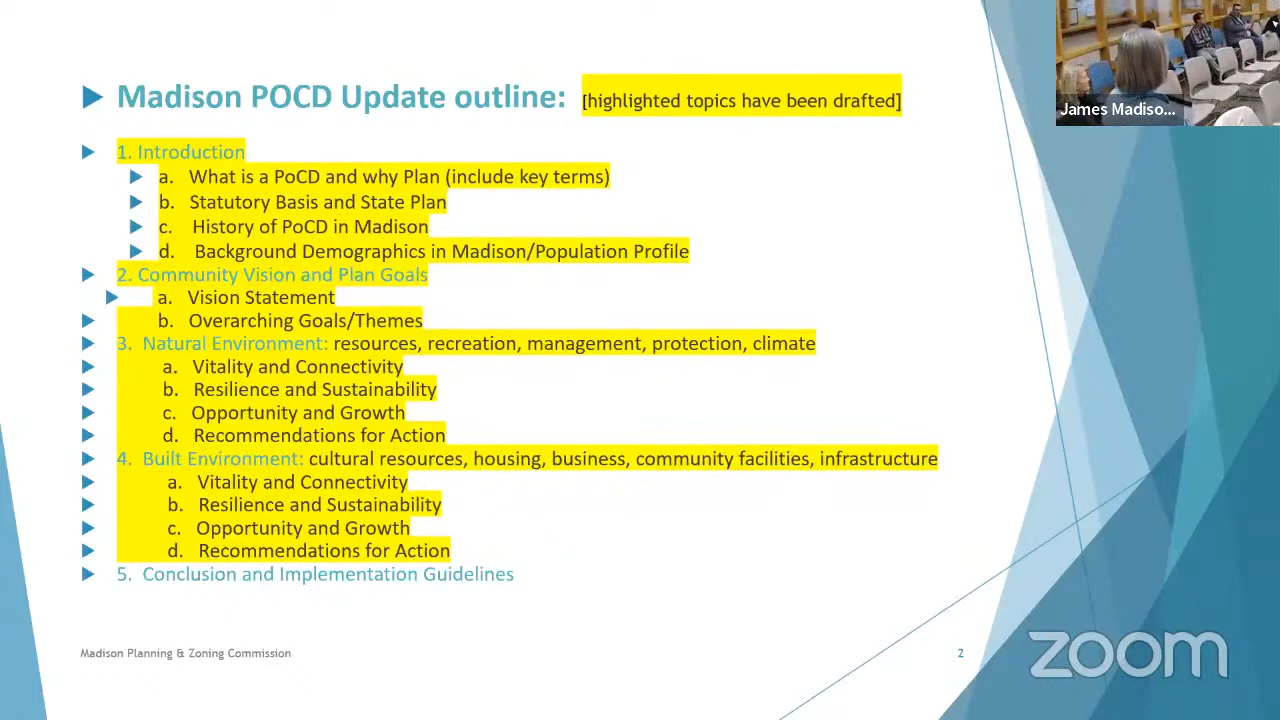 Madison POCD Update outline: [highlighted topics have been drafted]
1. Introduction
a. What is a PoCD and why Plan (include key terms)
b. Statutory Basis and State Plan
c. History of PoCD in Madison
d. Background Demographics in Madison/Population Profile
2. Community Vision and Plan Goals
a. Vision Statement
b. Overarching Goals/Themes
3. Natural Environment: resources, recreation, management, protection, climate
a. Vitality and Connectivity
b. Resilience and Sustainability
c. Opportunity and Growth
d. Recommendations for Action
4. Built Environment: cultural resources, housing, business, community facilities, infrastructure
a. Vitality and Connectivity
b. Resilience and Sustainability
c. Opportunity and Growth
d. Recommendations for Action
5. Conclusion and Implementation Guidelines
Madison Planning & Zoning Commission
2
James Madiso...
zoom